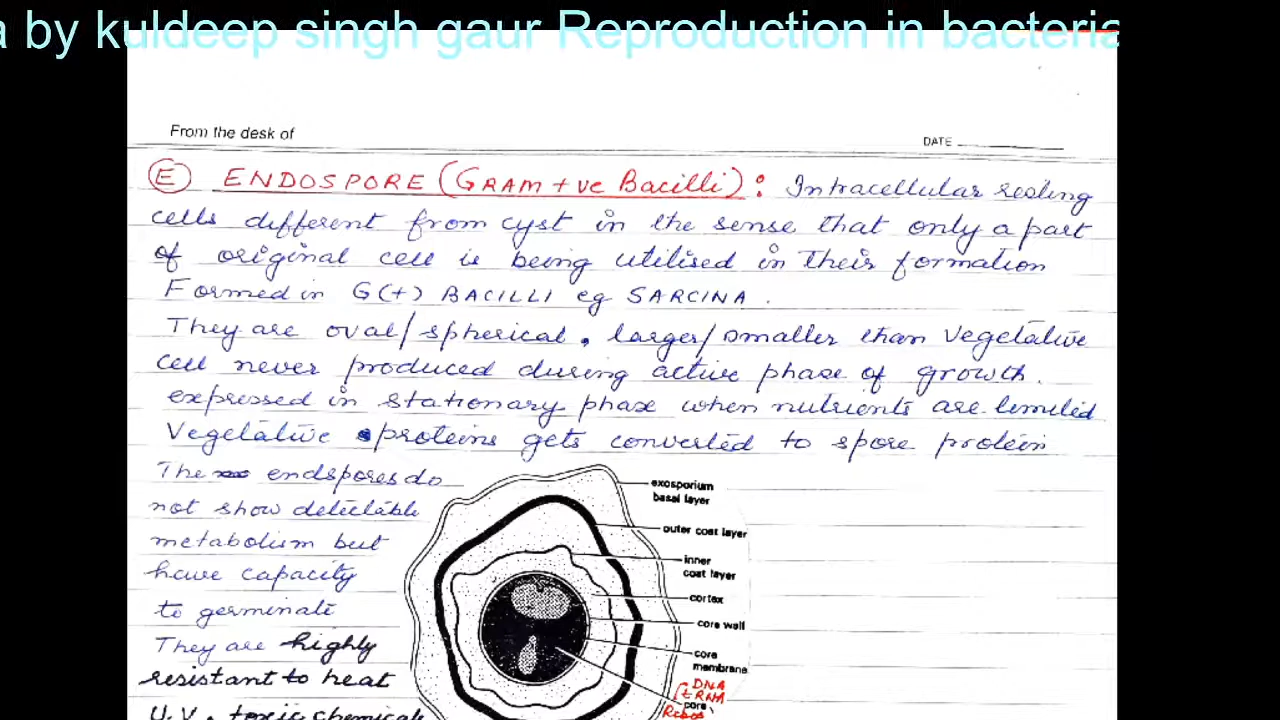 a by kuldeep singh gaur Reproduction in bacteria
From the desk of
DATE
E ENDOSPORE (GRAM +ve Bacilli) : Intracellular resting
cells different from cyst in the sense that only a part
of original cell is being utilised in their formation
Formed in G(+) BACILLI eg SARCINA .
They are oval/spherical . larger/smaller than vegetative
cell never produced during active phase of growth.
expressed in stationary phase when nutrients are limited
Vegetative proteins gets converted to spore protein
The endspores do
not show detectable
metabolism but
have capacity
to germinate
They are highly
resistant to heat
U.V. toxic chemicals
exosporium
basal layer
outer coat layer
inner
coat layer
cortex
core wall
core
membrane
DNA
t RNA
core